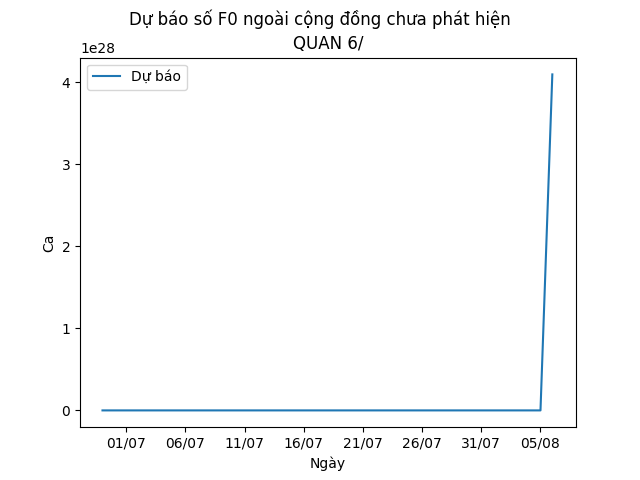 Dự báo số F0 ngoài cộng đồng chưa phát hiện
QUAN 6/
1e28
Dự báo
4
3
2
1
0
Ca
01/07 06/07 11/07 16/07 21/07 26/07 31/07 05/08
Ngày